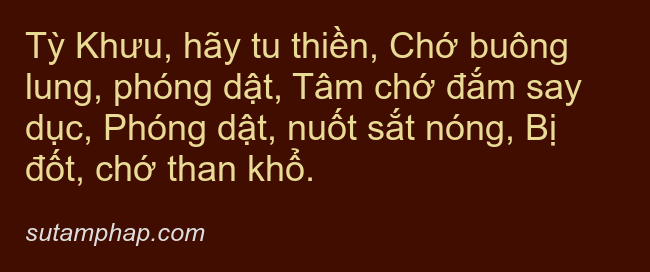 Tỳ Khưu, hãy tu thiền, Chớ buông
lung, phóng dật, Tâm chớ đắm say
dục, Phóng dật, nuốt sắt nóng, Bị
đốt, chớ than khổ.
sutamphap.com